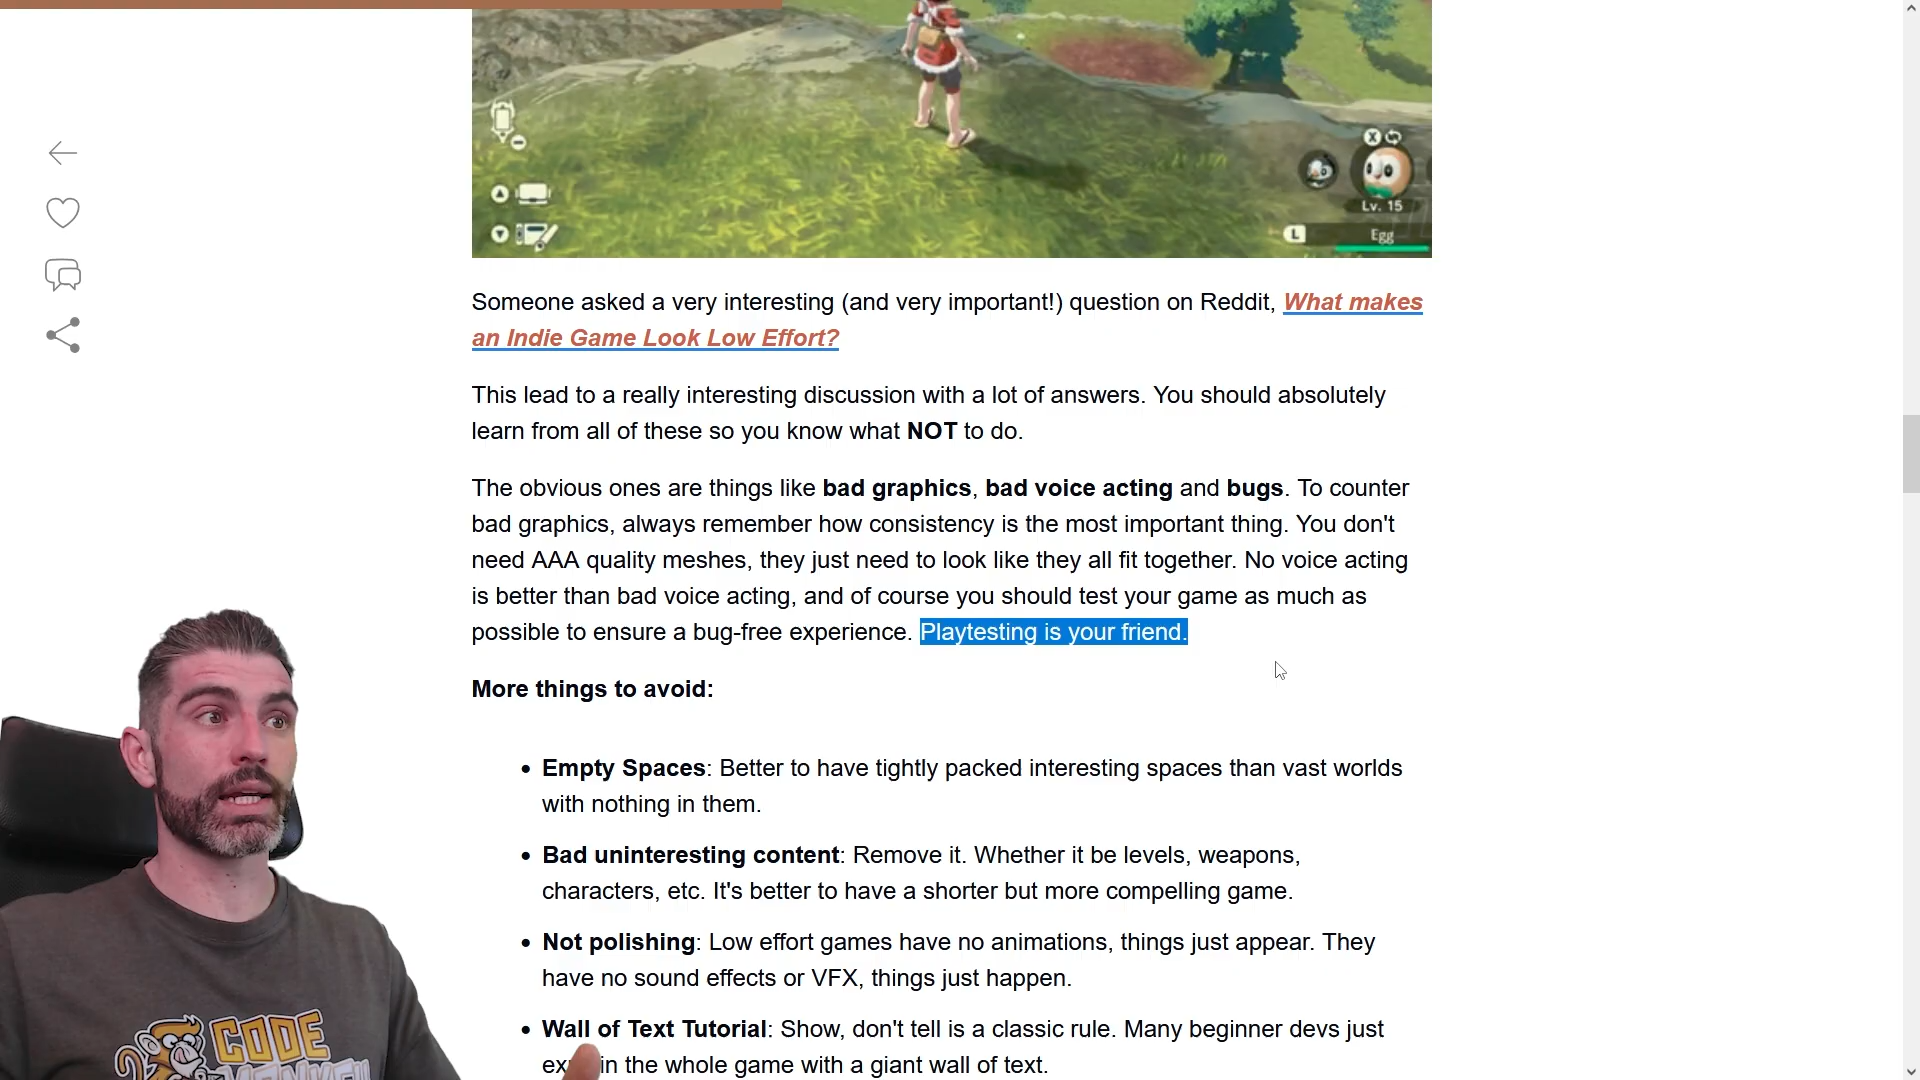 X
Lv. 15
L
Egg
Someone asked a very interesting (and very important!) question on Reddit, What makes
an Indie Game Look Low Effort?
This lead to a really interesting discussion with a lot of answers. You should absolutely
learn from all of these so you know what NOT to do.
The obvious ones are things like bad graphics, bad voice acting and bugs. To counter
bad graphics, always remember how consistency is the most important thing. You don't
need AAA quality meshes, they just need to look like they all fit together. No voice acting
is better than bad voice acting, and of course you should test your game as much as
possible to ensure a bug-free experience. Playtesting is your friend.
More things to avoid:
• Empty Spaces: Better to have tightly packed interesting spaces than vast worlds
with nothing in them.
• Bad uninteresting content: Remove it. Whether it be levels, weapons,
characters, etc. It's better to have a shorter but more compelling game.
• Not polishing: Low effort games have no animations, things just appear. They
have no sound effects or VFX, things just happen.
• Wall of Text Tutorial: Show, don't tell is a classic rule. Many beginner devs just
in the whole game with a giant wall of text.
CODE
MONKEY